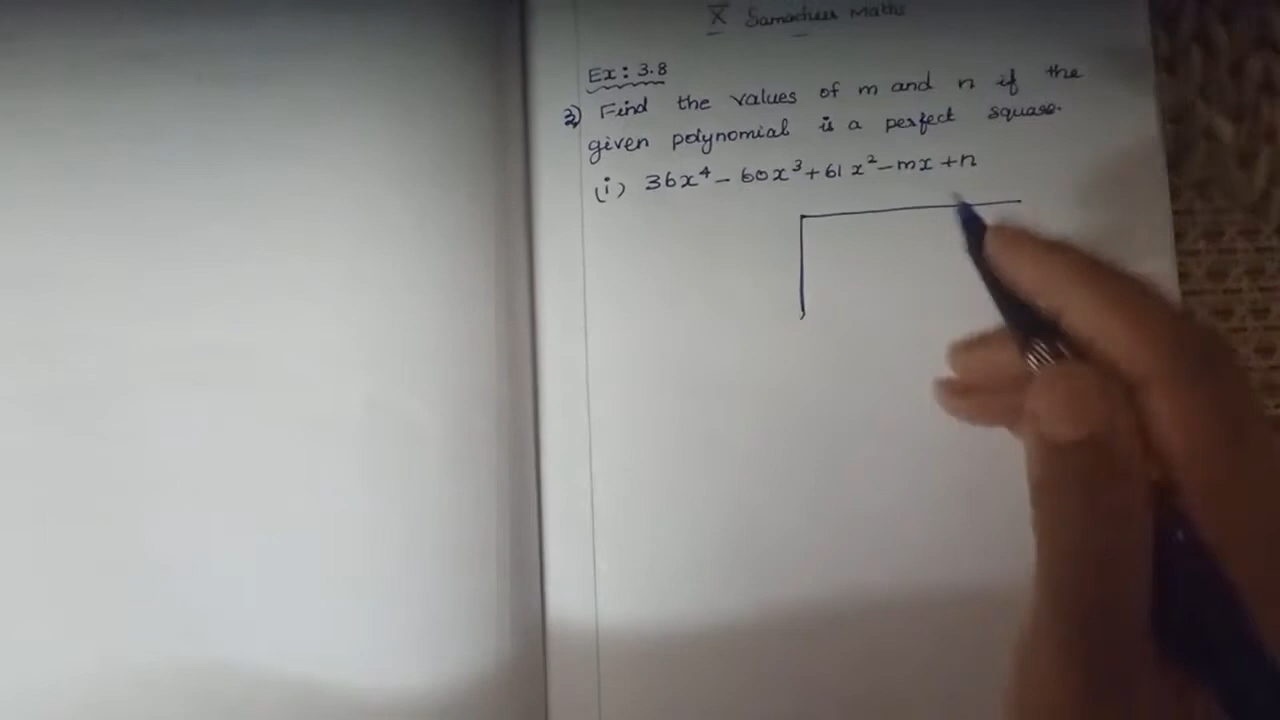 X Samacheer Maths
Ex: 3.8
2) Find the values of m and n if the
given polynomial is a perfect square.
(i) 36x⁴ - 60x³ + 61x² - mx + n